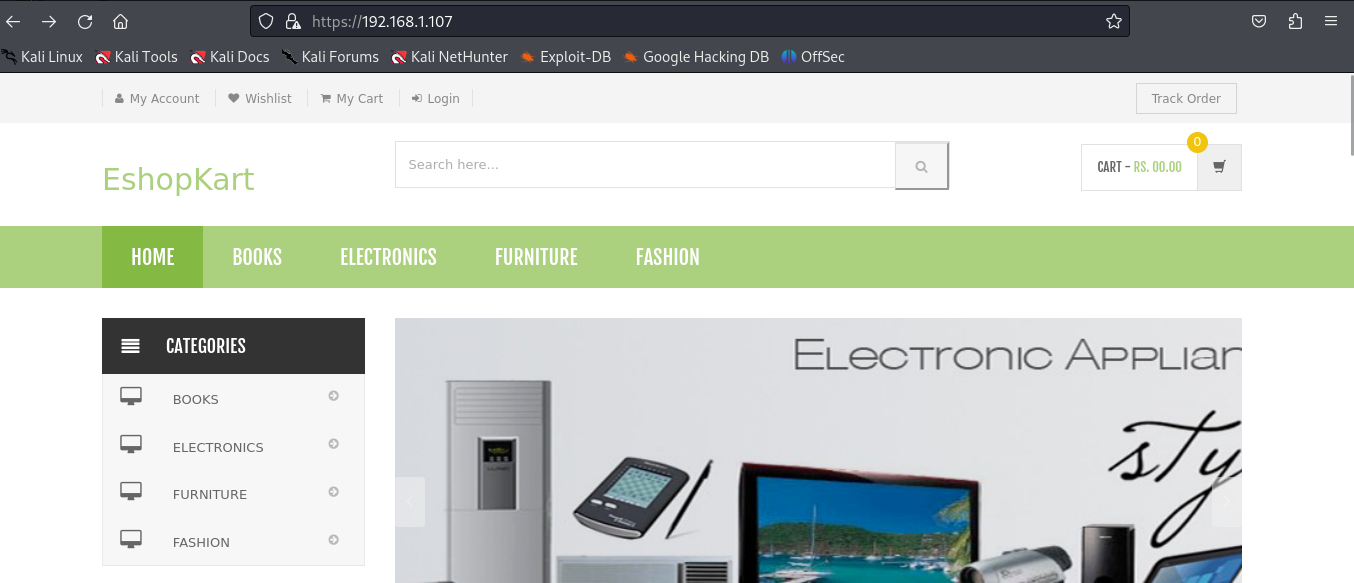 https://192.168.1.107
Kali Linux Kali Tools Kali Docs Kali Forums Kali NetHunter Exploit-DB Google Hacking DB OffSec
My Account Wishlist My Cart Login Track Order
EshopKart
Search here...
0
CART - RS. 00.00
HOME BOOKS ELECTRONICS FURNITURE FASHION
CATEGORIES
BOOKS
ELECTRONICS
FURNITURE
FASHION
Electronic Applian
sty